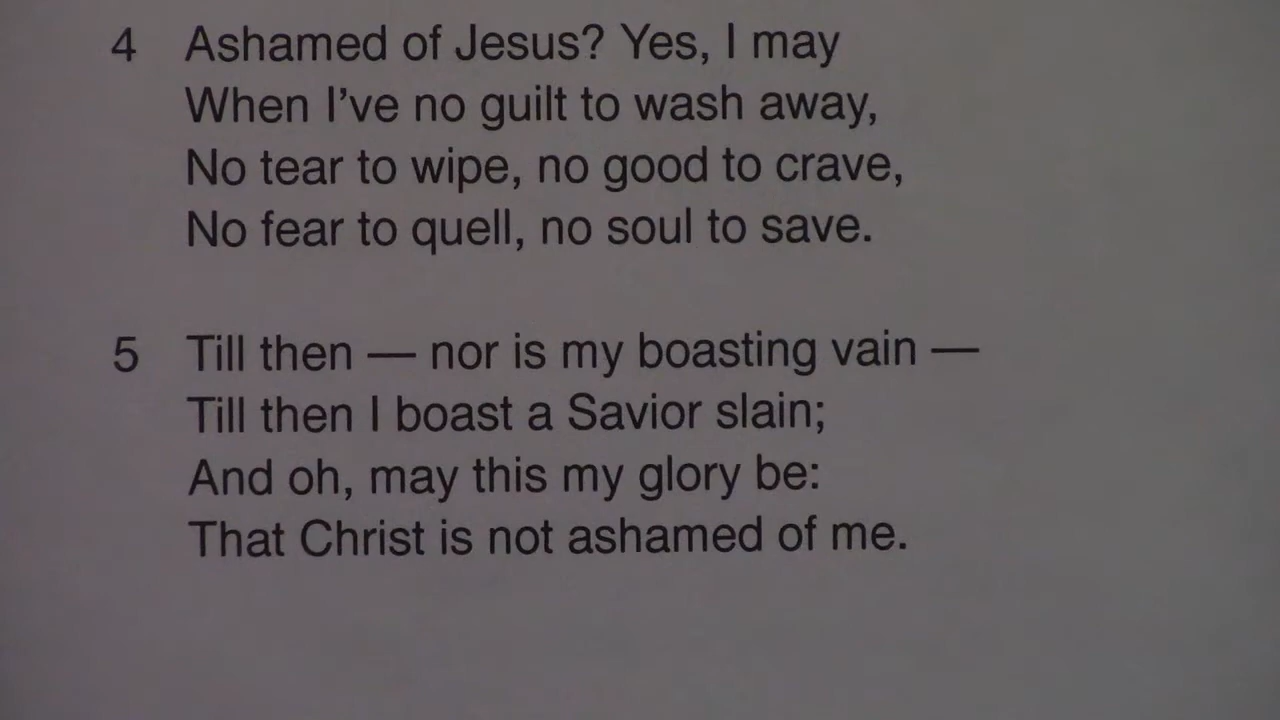 4 Ashamed of Jesus? Yes, I may
When I've no guilt to wash away,
No tear to wipe, no good to crave,
No fear to quell, no soul to save.
5 Till then — nor is my boasting vain —
Till then I boast a Savior slain;
And oh, may this my glory be:
That Christ is not ashamed of me.